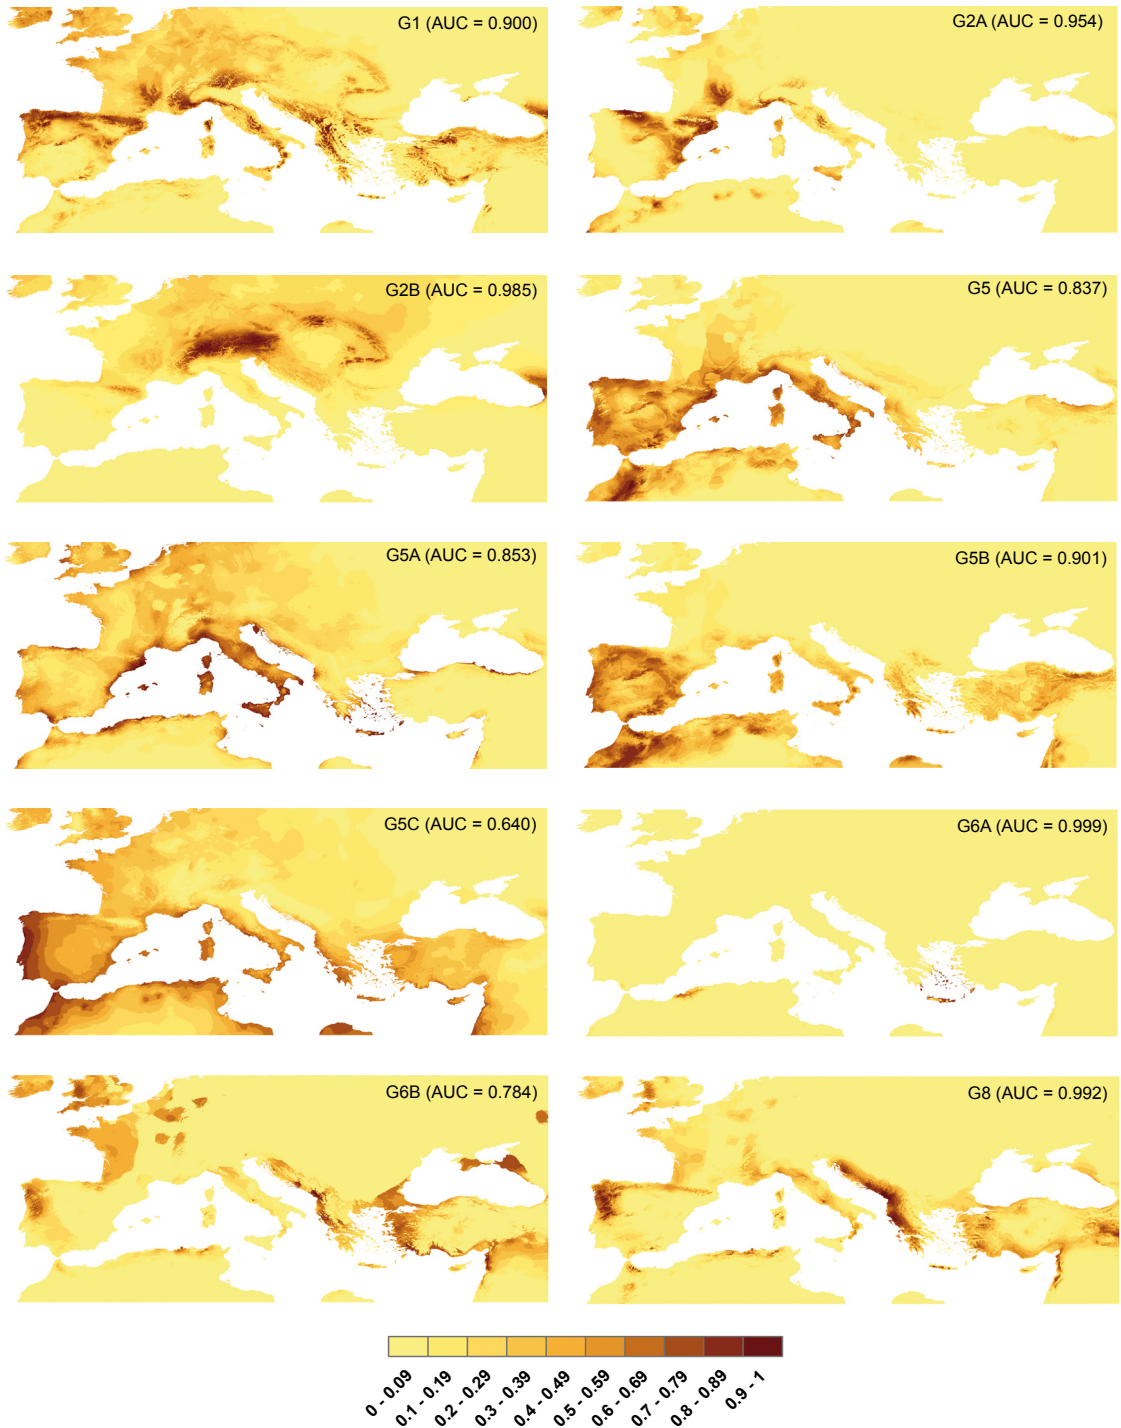 G1 (AUC = 0.900)
G2A (AUC = 0.954)
G2B (AUC = 0.985)
G5 (AUC = 0.837)
G5A (AUC = 0.853)
G5B (AUC = 0.901)
G5C (AUC = 0.640)
G6A (AUC = 0.999)
G6B (AUC = 0.784)
G8 (AUC = 0.992)
0 - 0.09
0.1 - 0.19
0.2 - 0.29
0.3 - 0.39
0.4 - 0.49
0.5 - 0.59
0.6 - 0.69
0.7 - 0.79
0.8 - 0.89
0.9 - 1